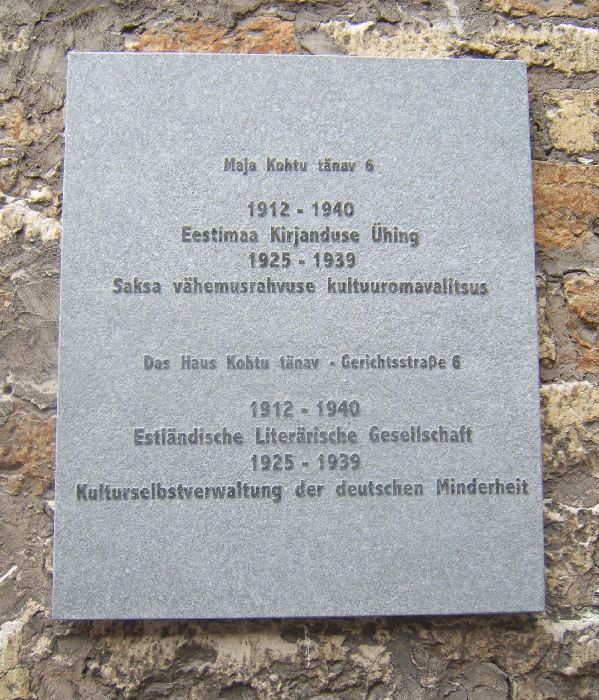 Maja Kohtu tänav 6
1912 - 1940
Eestimaa Kirjanduse Ühing
1925 - 1939
Saksa vähemusrahvuse kultuuromavalitsus
Das Haus Kohtu tänav - Gerichtsstraße 6
1912 - 1940
Estländische Literärische Gesellschaft
1925 - 1939
Kulturselbstverwaltung der deutschen Minderheit